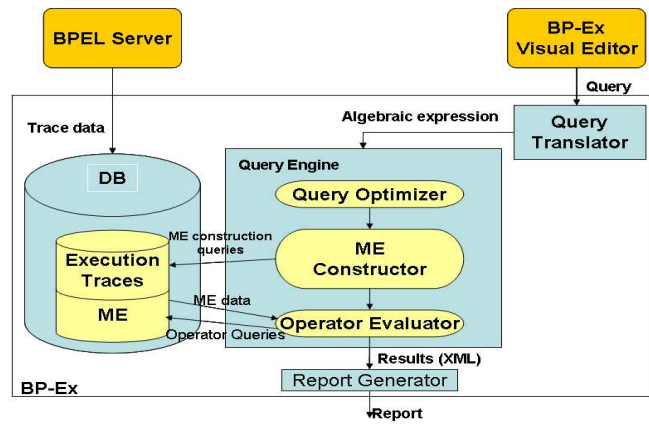 BPEL Server
BP-Ex
Visual Editor
Query
Trace data
Algebraic expression
Query
Translator
DB
Query Engine
Query Optimizer
ME construction
queries
Execution
Traces
ME
Constructor
ME data
ME
Operator Queries
Operator Evaluator
Results (XML)
Report Generator
BP-Ex
Report